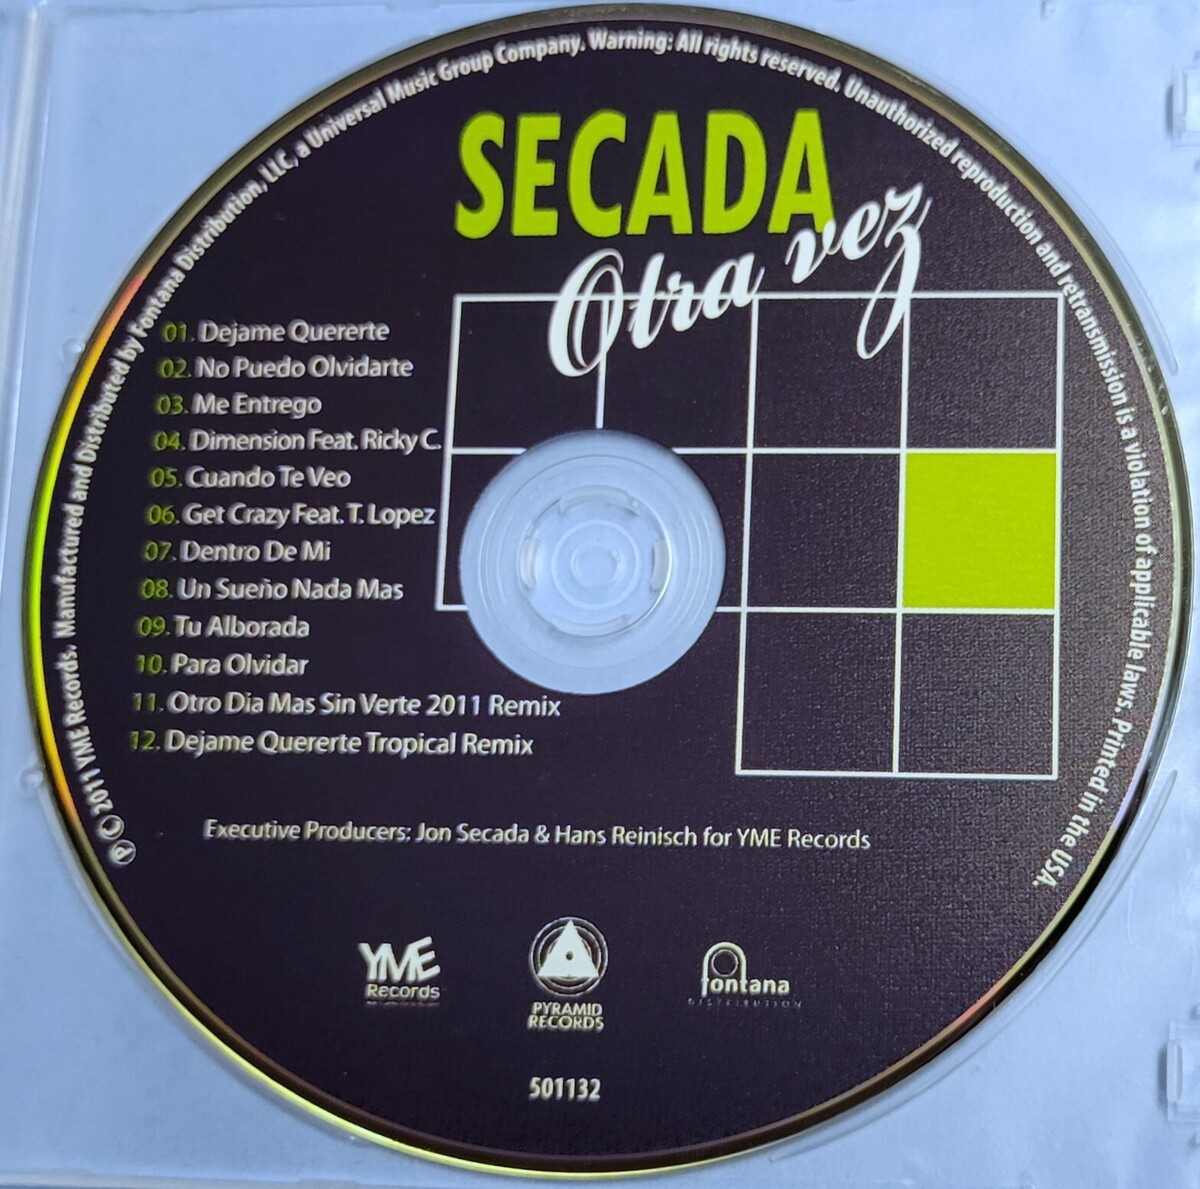 SECADA
Otra vez
01. Dejame Quererte
02. No Puedo Olvidarte
03. Me Entrego
04. Dimension Feat. Ricky C.
05. Cuando Te Veo
06. Get Crazy Feat. T. Lopez
07. Dentro De Mi
08. Un Sueño Nada Mas
09. Tu Alborada
10. Para Olvidar
11. Otro Dia Mas Sin Verte 2011 Remix
12. Dejame Quererte Tropical Remix
Executive Producers: Jon Secada & Hans Reinisch for YME Records
YME
Records
PYRAMID
RECORDS
fontana
DISTRIBUTION
501132
℗ © 2011 YME Records. Manufactured and Distributed by Fontana Distribution, LLC, a Universal Music Group Company. Warning: All rights reserved. Unauthorized reproduction and retransmission is a violation of applicable laws. Printed in the USA.